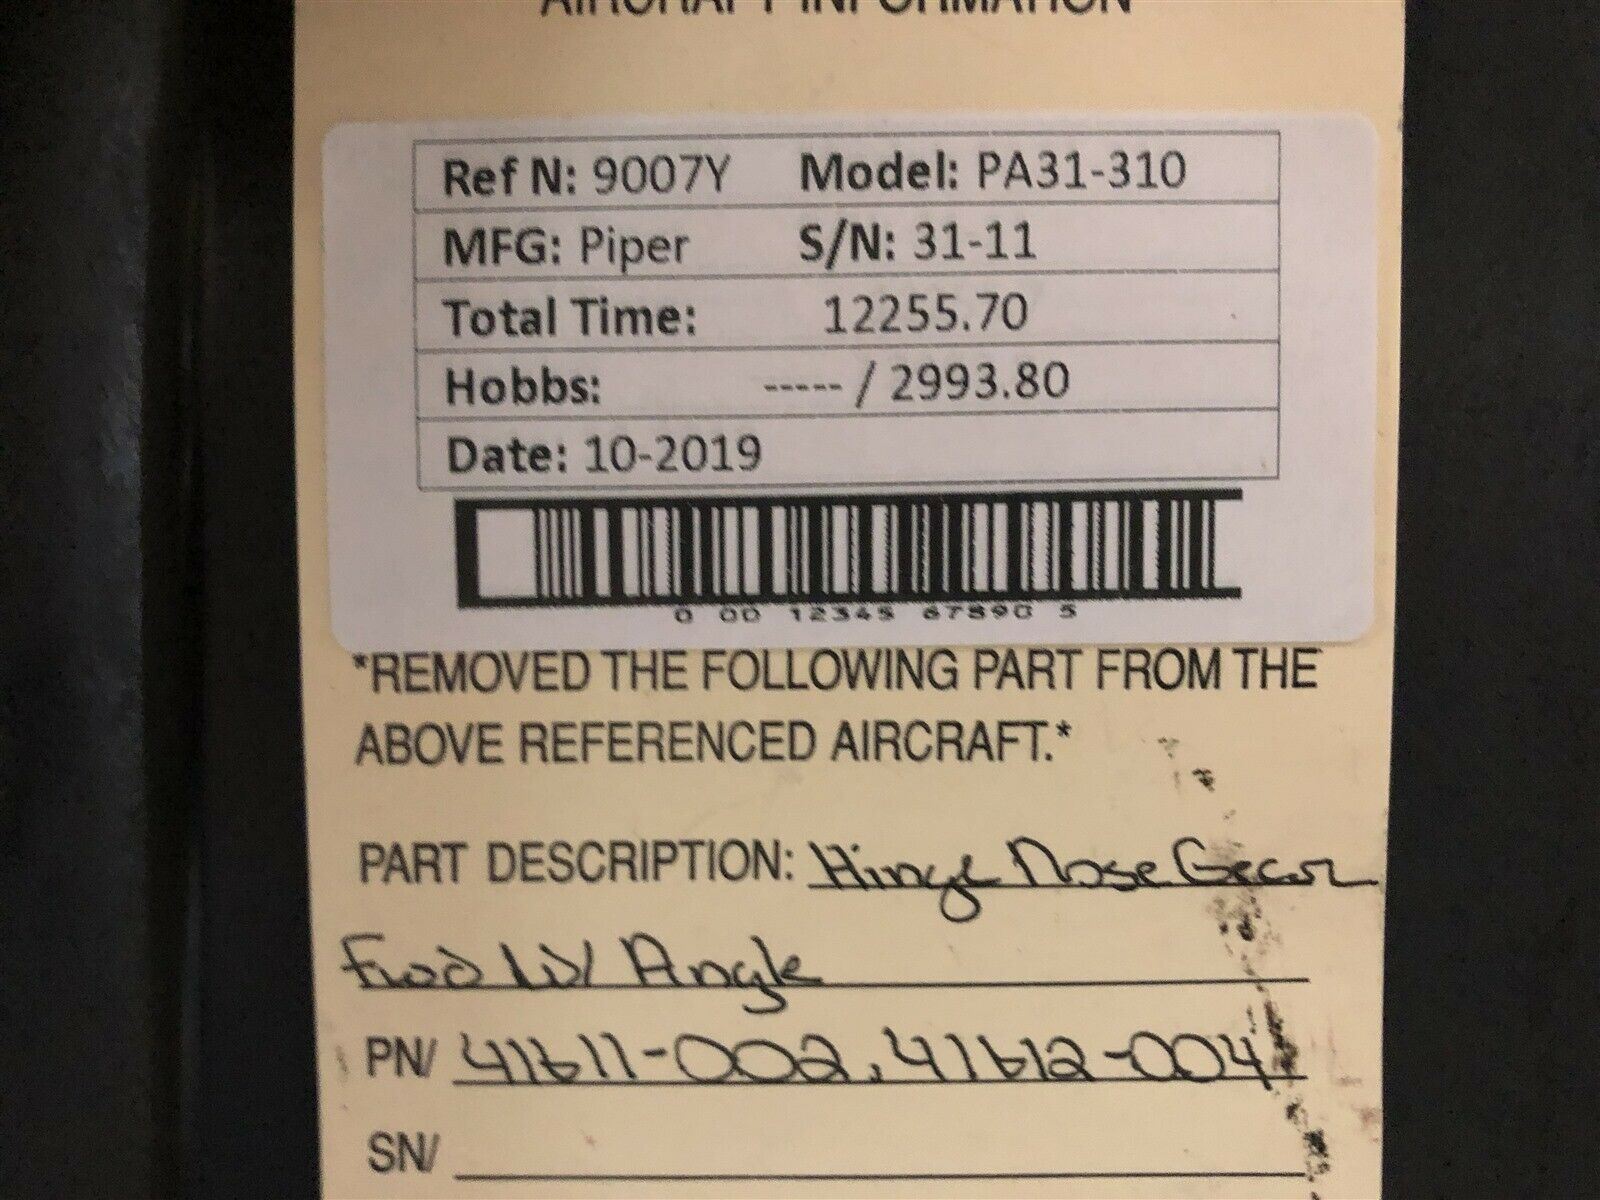 AIRCRAFT INFORMATION
Ref N: 9007Y Model: PA31-310
MFG: Piper S/N: 31-11
Total Time: 12255.70
Hobbs: ----- / 2993.80
Date: 10-2019
0 00 12345 67890 5
*REMOVED THE FOLLOWING PART FROM THE
ABOVE REFERENCED AIRCRAFT.*
PART DESCRIPTION: Hinge Nose Gear
Fwd W/ Angle
PN/ 41611-002, 41612-004
SN/